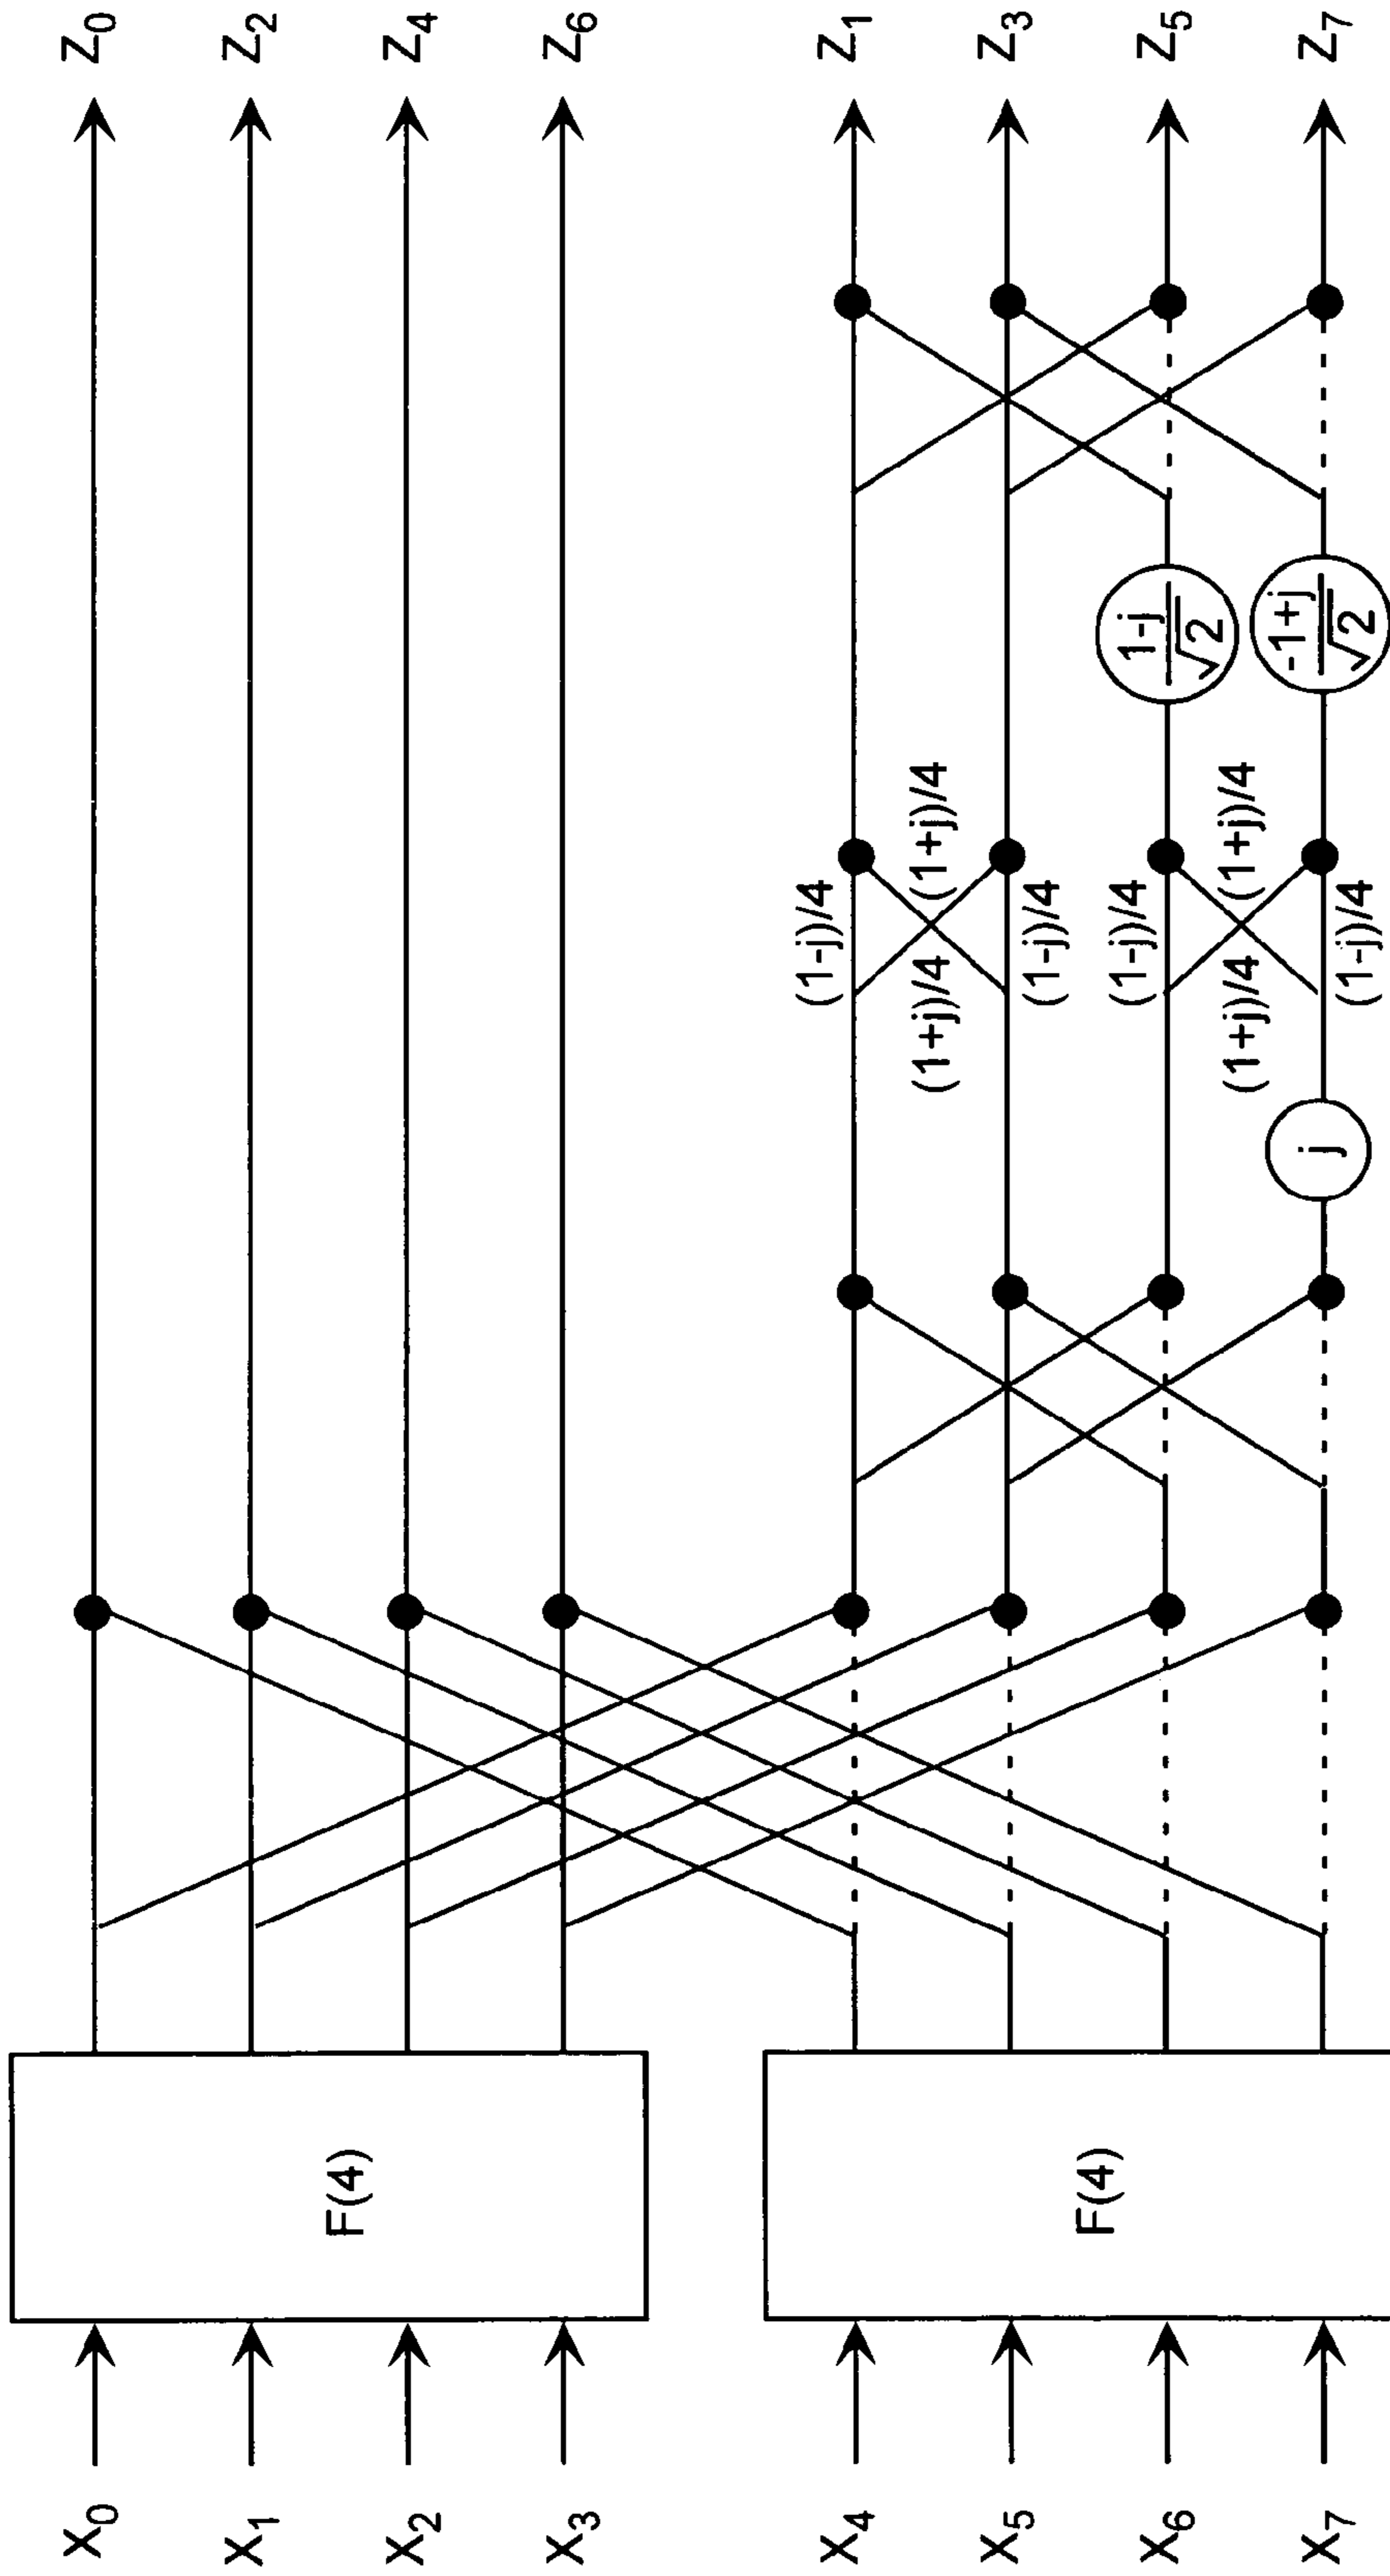 X0
X1
X2
X3
X4
X5
X6
X7
F(4)
F(4)
j
(1-j)/4
(1+j)/4
(1+j)/4
(1-j)/4
(1-j)/4
(1+j)/4
(1+j)/4
(1-j)/4
1-j
√2
-1+j
√2
Z0
Z2
Z4
Z6
Z1
Z3
Z5
Z7